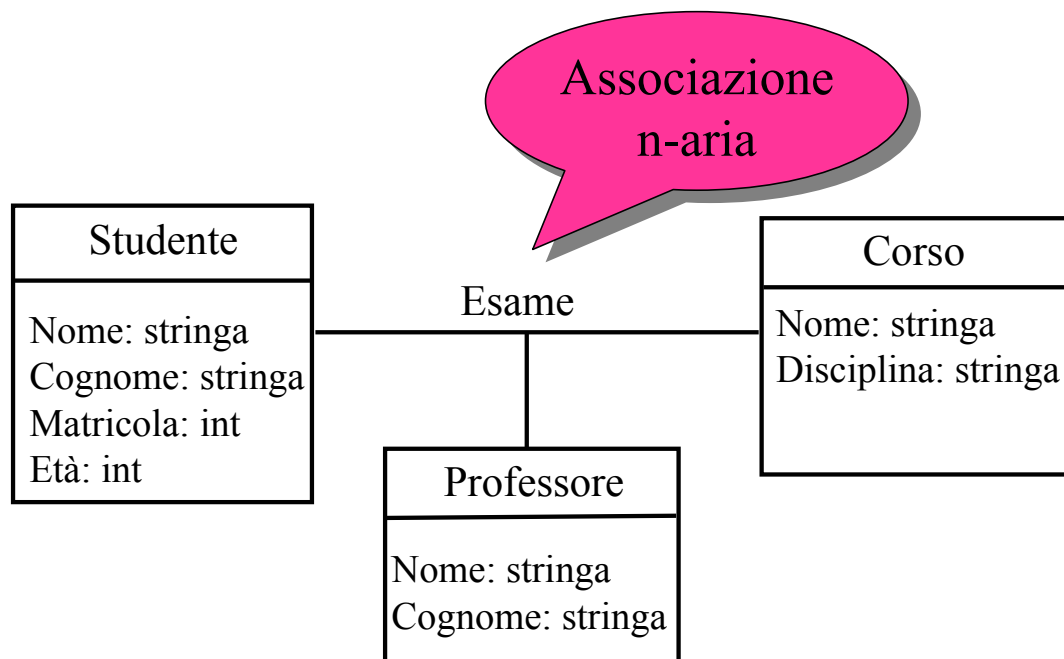 Associazione
n-aria
Studente
Nome: stringa
Cognome: stringa
Matricola: int
Età: int
Esame
Corso
Nome: stringa
Disciplina: stringa
Professore
Nome: stringa
Cognome: stringa